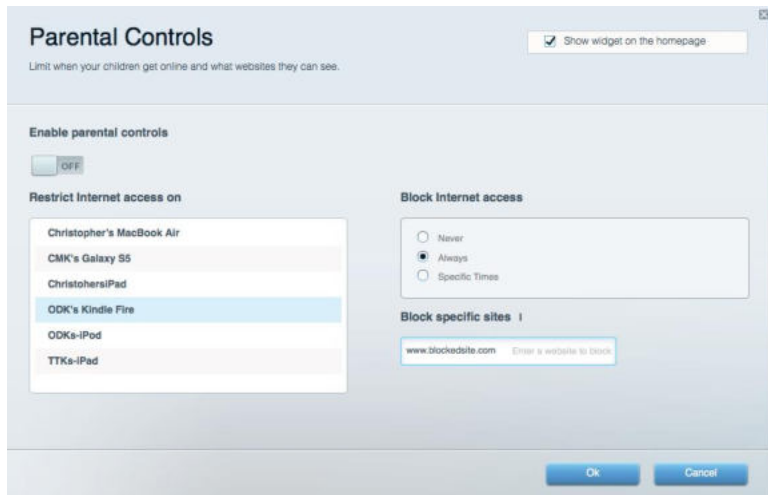 Parental Controls
Show widget on the homepage
Limit when your children get online and what websites they can see.
Enable parental controls
OFF
Restrict Internet access on
Christopher's MacBook Air
CMK's Galaxy S5
ChristohersiPad
ODK's Kindle Fire
ODKs-iPod
TTKs-iPad
Block Internet access
Never
Always
Specific Times
Block specific sites
www.blockedsite.com Enter a website to block
Ok Cancel